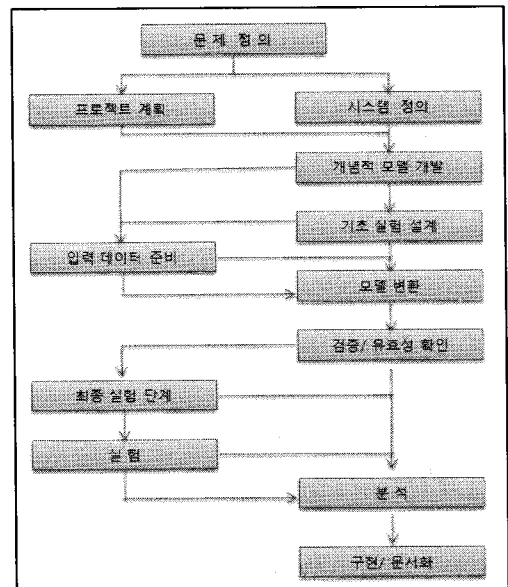 문 제 정 의
프로젝트 계획
시스템 정의
개념적 모델 개발
기초 실험 설계
입력 데이터 준비
모델 변환
검증/ 유효성 확인
최종 실험 단계
실 험
분 석
구현/ 문서화